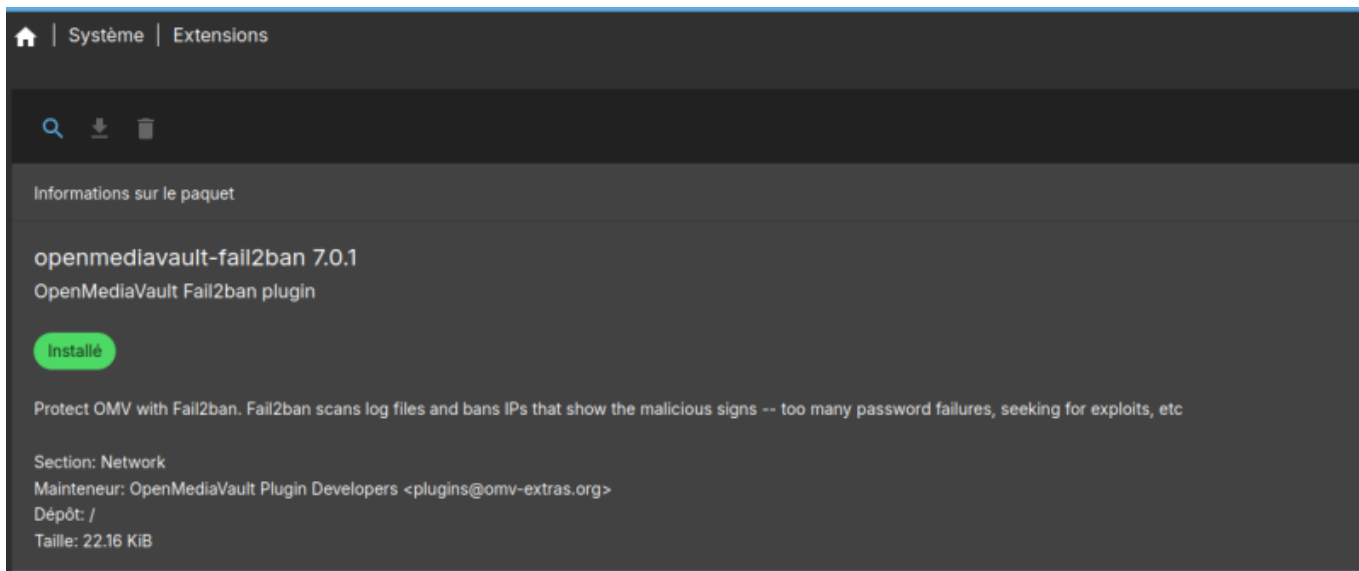 | Système | Extensions
Informations sur le paquet
openmediavault-fail2ban 7.0.1
OpenMediaVault Fail2ban plugin
Installé
Protect OMV with Fail2ban. Fail2ban scans log files and bans IPs that show the malicious signs -- too many password failures, seeking for exploits, etc
Section: Network
Mainteneur: OpenMediaVault Plugin Developers <plugins@omv-extras.org>
Dépôt: /
Taille: 22.16 KiB